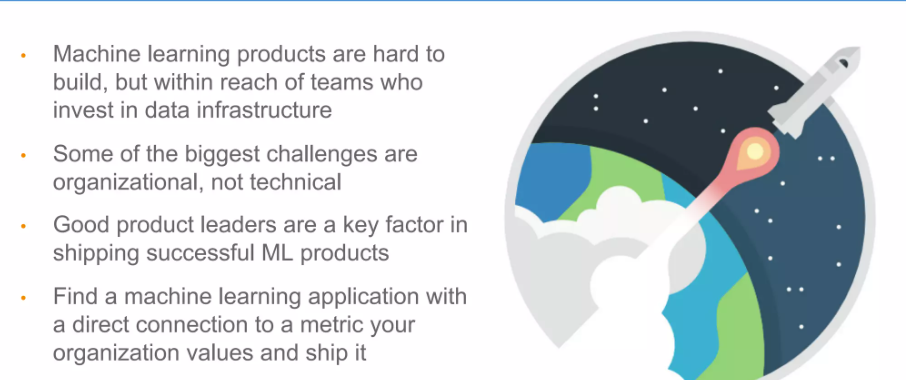 • Machine learning products are hard to
build, but within reach of teams who
invest in data infrastructure
• Some of the biggest challenges are
organizational, not technical
• Good product leaders are a key factor in
shipping successful ML products
• Find a machine learning application with
a direct connection to a metric your
organization values and ship it